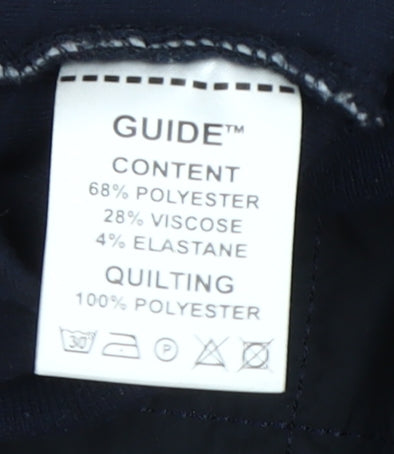 GUIDE™
CONTENT
68% POLYESTER
28% VISCOSE
4% ELASTANE
QUILTING
100% POLYESTER
30 P